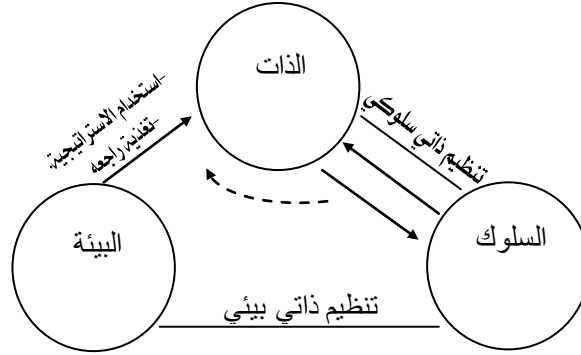 الذات
-استخدام الاستراتيجية
-تغذية راجعه
تنظيم ذاتي سلوكي
البيئة
السلوك
تنظيم ذاتي بيئي